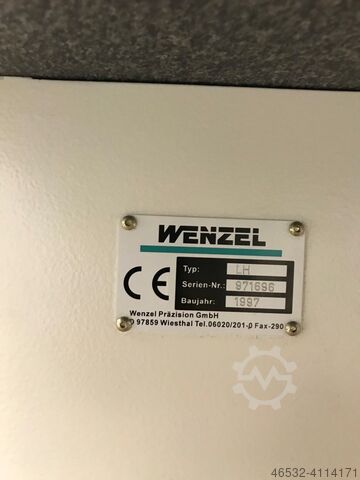 WENZEL
CE
Typ: LH
Serien-Nr.: 971696
Baujahr: 1997
Wenzel Präzision GmbH
D 97859 Wiesthal Tel.06020/201-0 Fax-290
46532-4114171